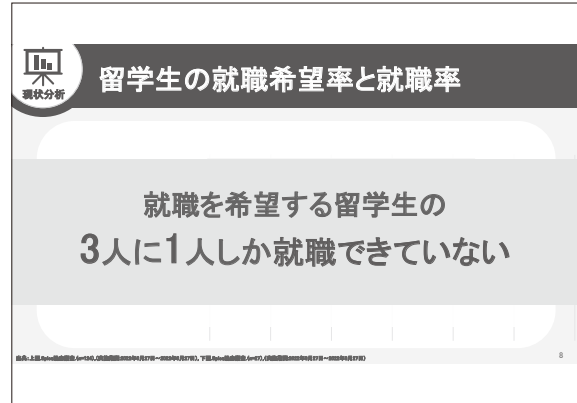 現状分析
留学生の就職希望率と就職率
就職を希望する留学生の
3人に1人しか就職できていない
8